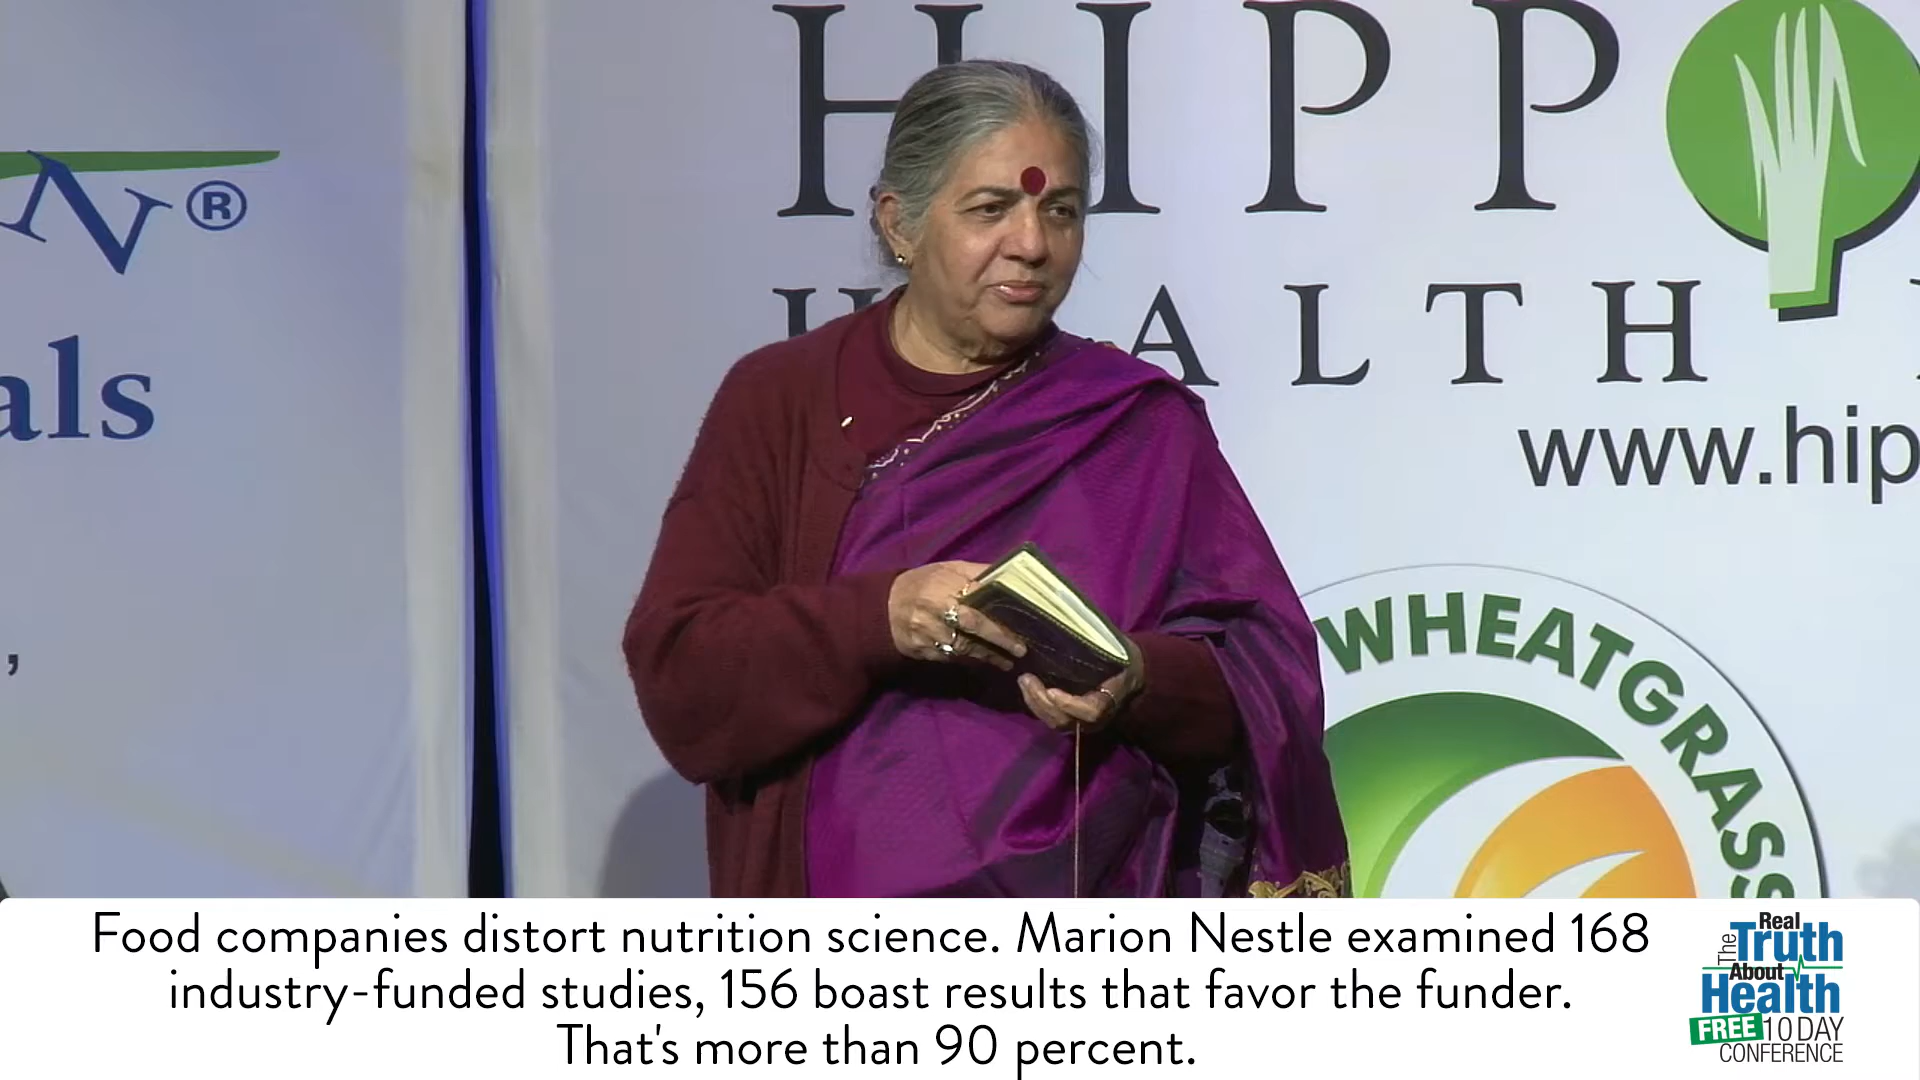 HIPP
N®
HEALTH
als
www.hip
,
WHEATGRASS
Food companies distort nutrition science. Marion Nestle examined 168
industry-funded studies, 156 boast results that favor the funder.
That's more than 90 percent.
The Real
Truth
About
Health
FREE 10 DAY
CONFERENCE